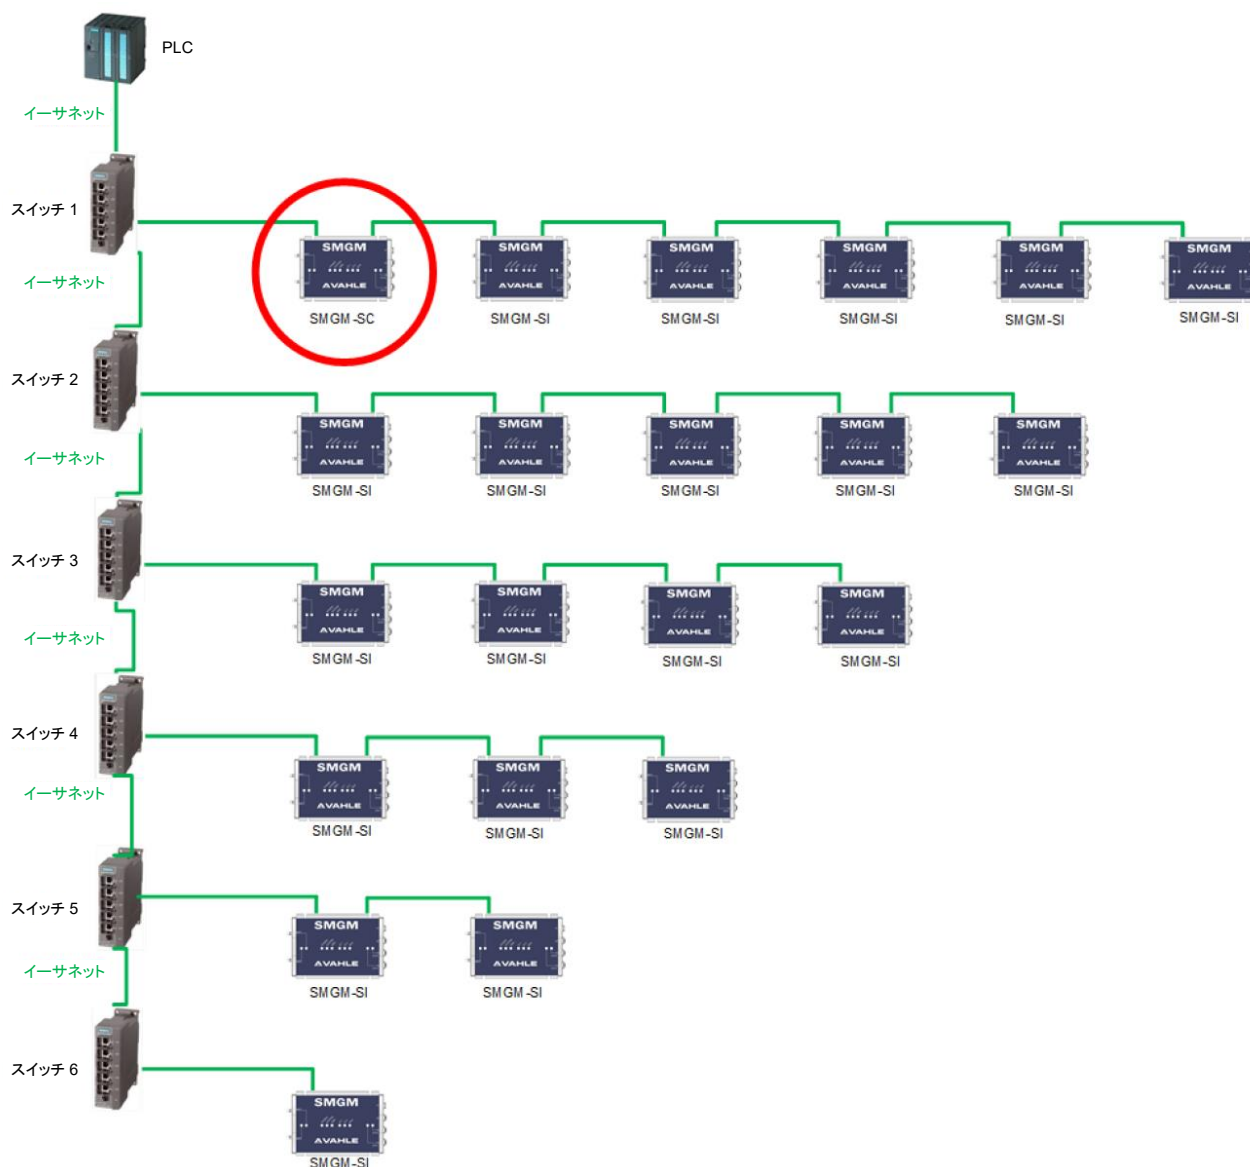 PLC
イーサネット
スイッチ 1
SMGM SMGM SMGM SMGM SMGM SMGM
AVAHLE AVAHLE AVAHLE AVAHLE AVAHLE AVAHLE
SMGM-SC SMGM-SI SMGM-SI SMGM-SI SMGM-SI SMGM-SI
イーサネット
スイッチ 2
SMGM SMGM SMGM SMGM SMGM
AVAHLE AVAHLE AVAHLE AVAHLE AVAHLE
SMGM-SI SMGM-SI SMGM-SI SMGM-SI SMGM-SI
イーサネット
スイッチ 3
SMGM SMGM SMGM SMGM
AVAHLE AVAHLE AVAHLE AVAHLE
SMGM-SI SMGM-SI SMGM-SI SMGM-SI
イーサネット
スイッチ 4
SMGM SMGM SMGM
AVAHLE AVAHLE AVAHLE
SMGM-SI SMGM-SI SMGM-SI
イーサネット
スイッチ 5
SMGM SMGM
AVAHLE AVAHLE
SMGM-SI SMGM-SI
イーサネット
スイッチ 6
SMGM
AVAHLE
SMGM-SI